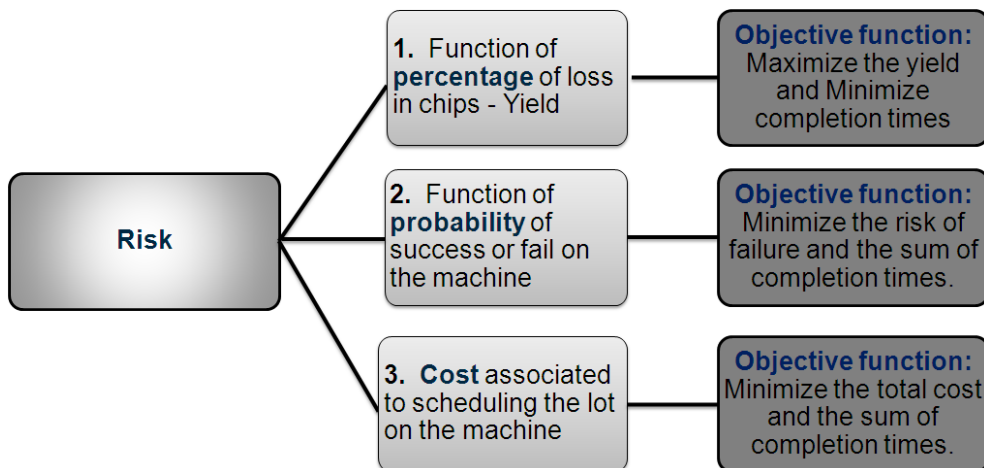 Risk
1. Function of
percentage of loss
in chips - Yield
Objective function:
Maximize the yield
and Minimize
completion times
2. Function of
probability of
success or fail on
the machine
Objective function:
Minimize the risk of
failure and the sum of
completion times.
3. Cost associated
to scheduling the lot
on the machine
Objective function:
Minimize the total cost
and the sum of
completion times.